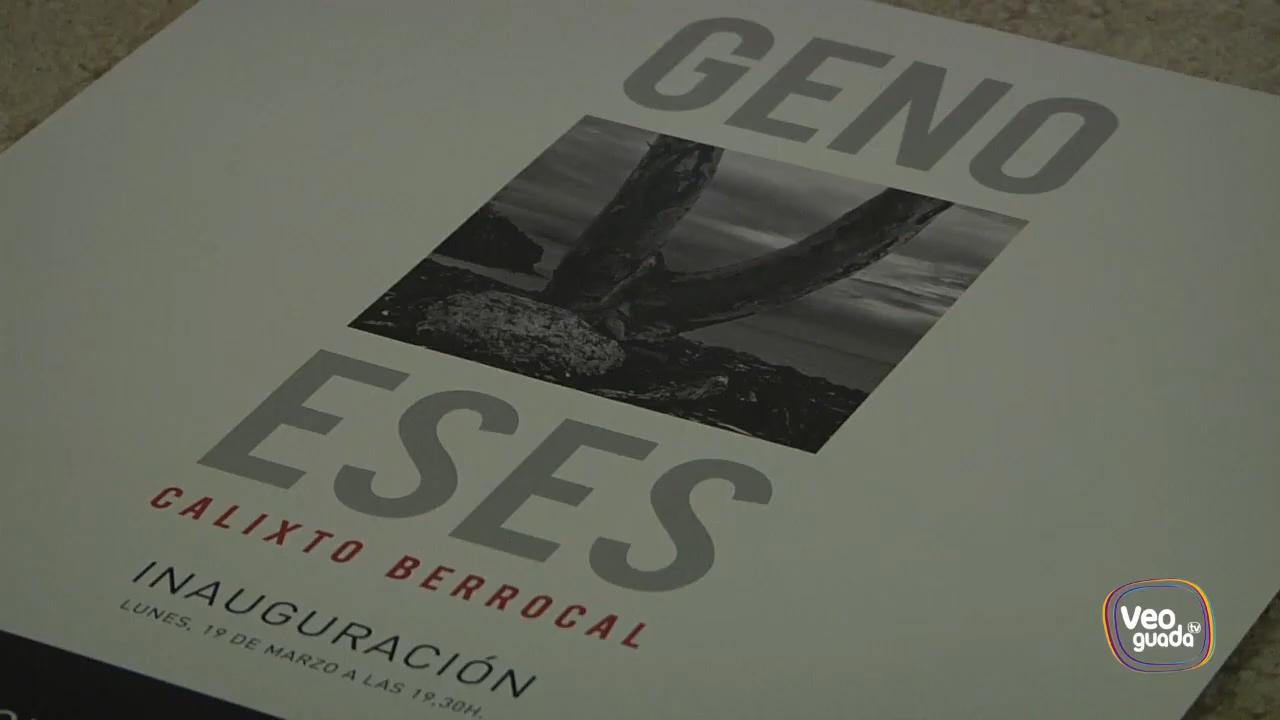 GENO
ESES
CALIXTO BERROCAL
INAUGURACIÓN
LUNES, 19 DE MARZO A LAS 19,30H.
Veo
guada tv